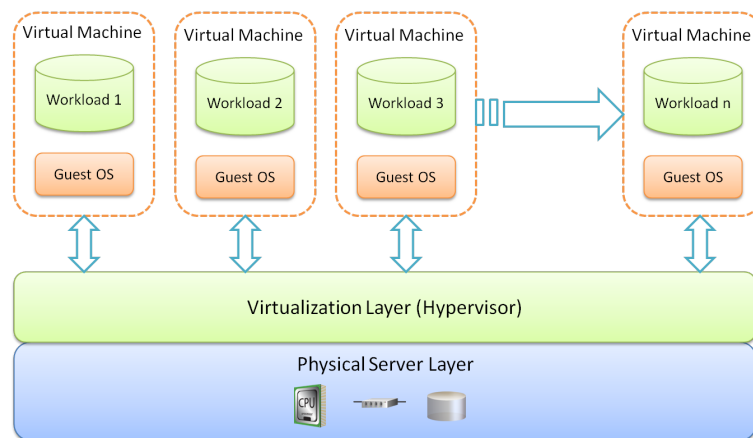 Virtual Machine
Virtual Machine
Virtual Machine
Virtual Machine
Workload 1
Workload 2
Workload 3
Workload n
Guest OS
Guest OS
Guest OS
Guest OS
Virtualization Layer (Hypervisor)
Physical Server Layer
CPU